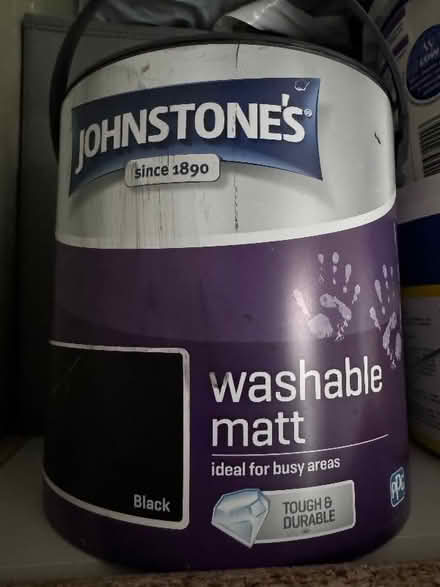 JOHNSTONE'S®
since 1890
washable
matt
ideal for busy areas
Black
TOUGH &
DURABLE
PPG